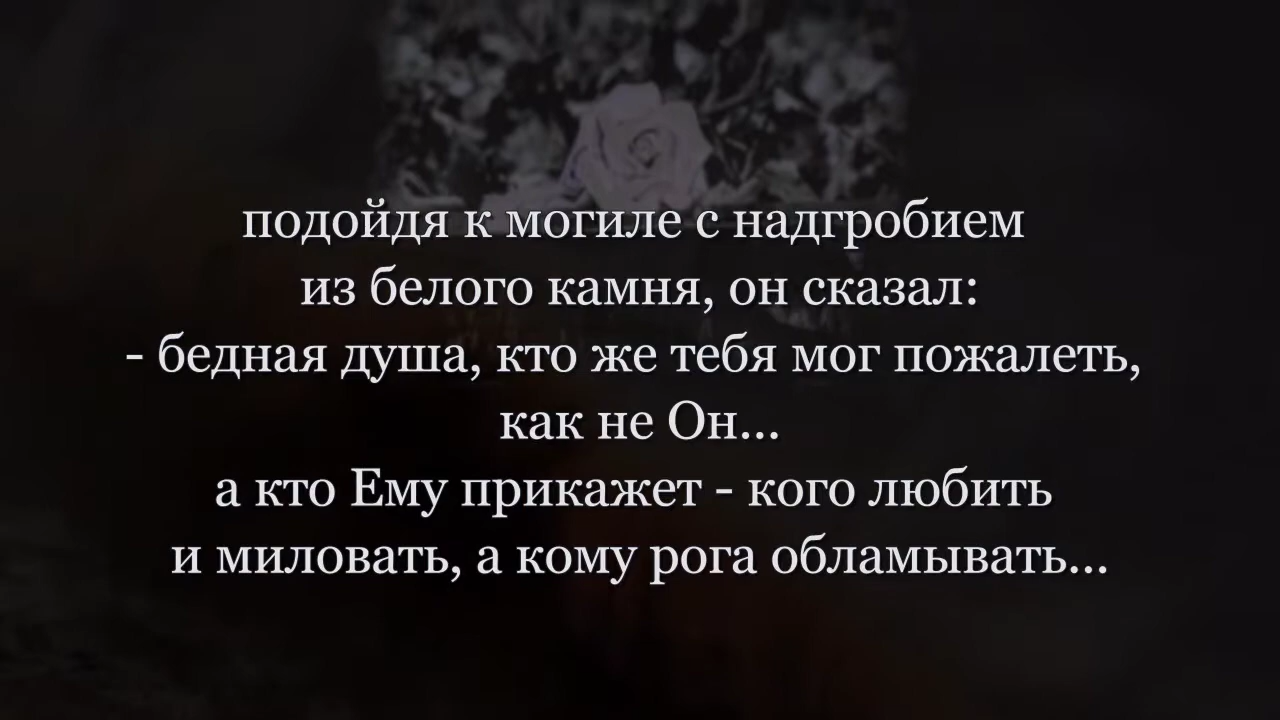 подойдя к могиле с надгробием
из белого камня, он сказал:
- бедная душа, кто же тебя мог пожалеть,
как не Он...
а кто Ему прикажет - кого любить
и миловать, а кому рога обламывать...